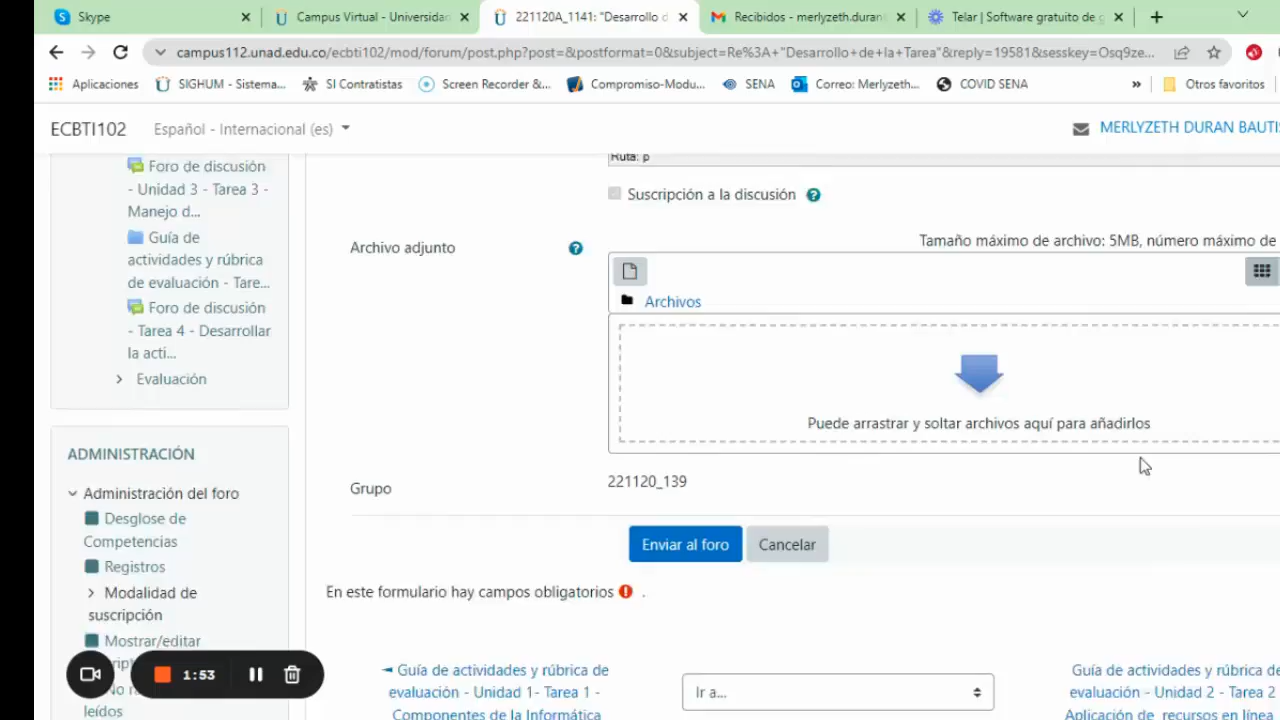 Skype
Campus Virtual - Universidad
221120A_1141: "Desarrollo d
Recibidos - merlyzeth.duran
Telar | Software gratuito de g
campus112.unad.edu.co/ecbti102/mod/forum/post.php?post=&postformat=0&subject=Re%3A+"Desarrollo+de+la+Tarea"&reply=19581&sesskey=Osq9ze...
Aplicaciones
SIGHUM - Sistema...
SI Contratistas
Screen Recorder &...
Compromiso-Modu...
SENA
Correo: Merlyzeth...
COVID SENA
»
Otros favoritos
ECBTI102
Español - Internacional (es)
MERLYZETH DURAN BAUTIS
Foro de discusión
- Unidad 3 - Tarea 3 -
Manejo d...
Guía de
actividades y rúbrica
de evaluación - Tare...
Foro de discusión
- Tarea 4 - Desarrollar
la acti...
Evaluación
ADMINISTRACIÓN
Administración del foro
Desglose de
Competencias
Registros
Modalidad de
suscripción
Mostrar/editar
No
leídos
1:53
Ruta: p
Suscripción a la discusión
Archivo adjunto
Tamaño máximo de archivo: 5MB, número máximo de
Archivos
Puede arrastrar y soltar archivos aquí para añadirlos
Grupo
221120_139
Enviar al foro
Cancelar
En este formulario hay campos obligatorios
.
◄ Guía de actividades y rúbrica de
evaluación - Unidad 1- Tarea 1 -
Componentes de la Informática
Ir a...
Guía de actividades y rúbrica de
evaluación - Unidad 2 - Tarea 2
Aplicación de recursos en línea